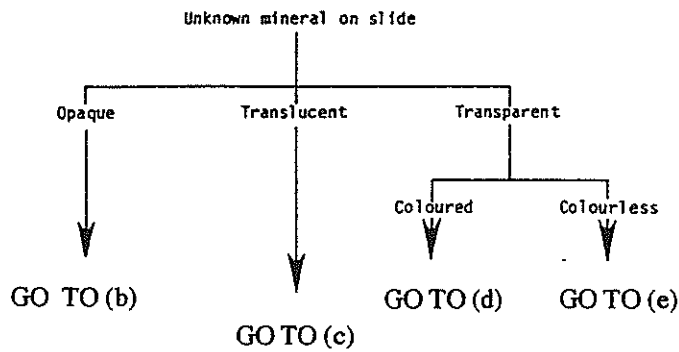 Unknown mineral on slide
Opaque
Translucent
Transparent
Coloured
Colourless
GO TO (b)
GO TO (d)
GO TO (e)
GO TO (c)